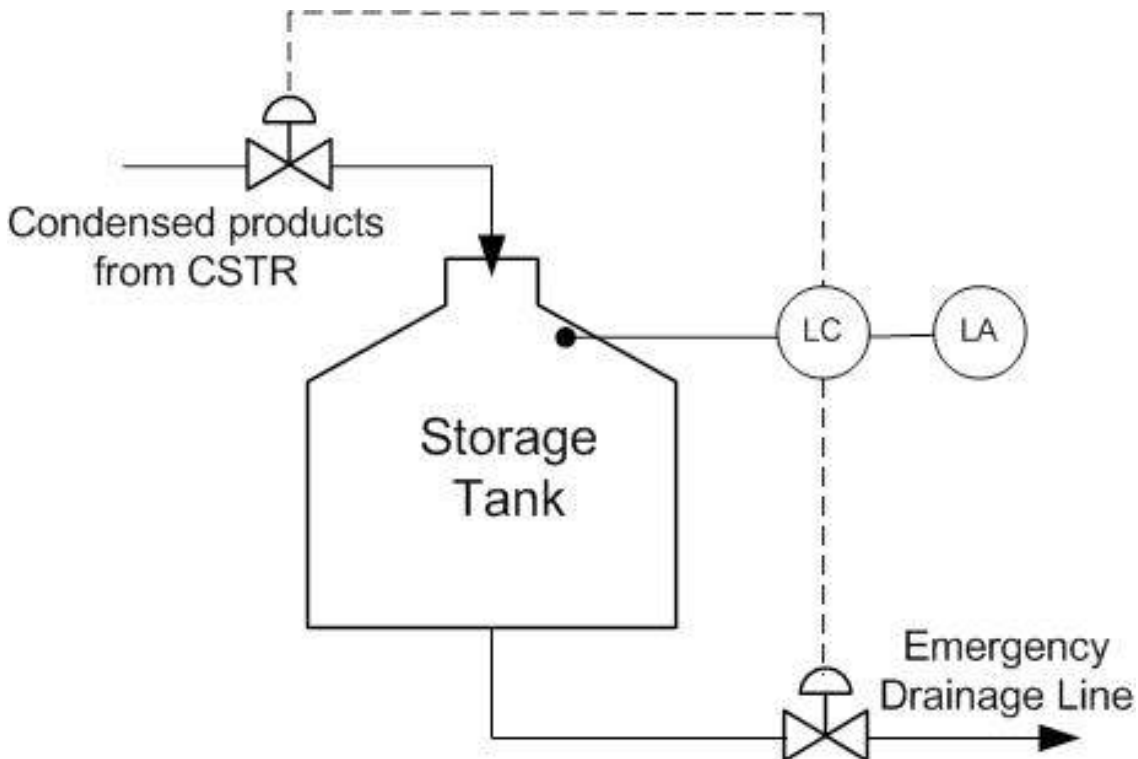 Condensed products
from CSTR
LC
LA
Storage
Tank
Emergency
Drainage Line